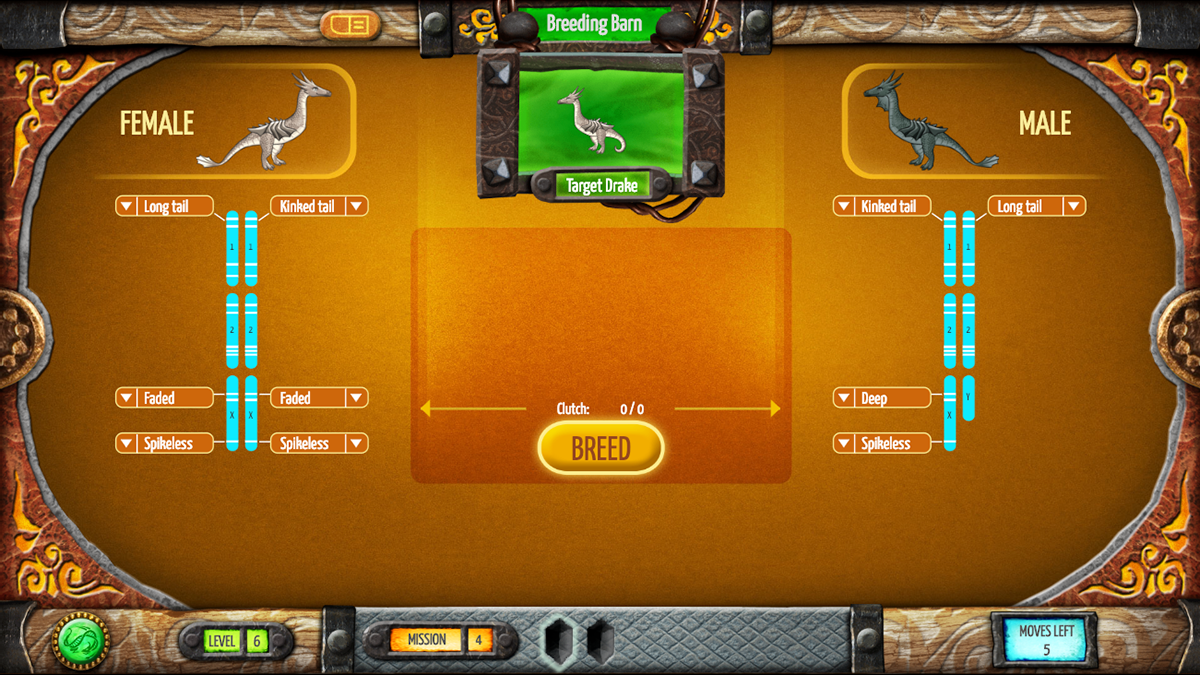 Breeding Barn
FEMALE
MALE
Target Drake
Long tail
Kinked tail
Kinked tail
Long tail
1 1
1 1
2 2
2 2
Faded
Faded
Deep
X X
X Y
Spikeless
Spikeless
Spikeless
Clutch: 0 / 0
BREED
LEVEL 6
MISSION 4
MOVES LEFT
5